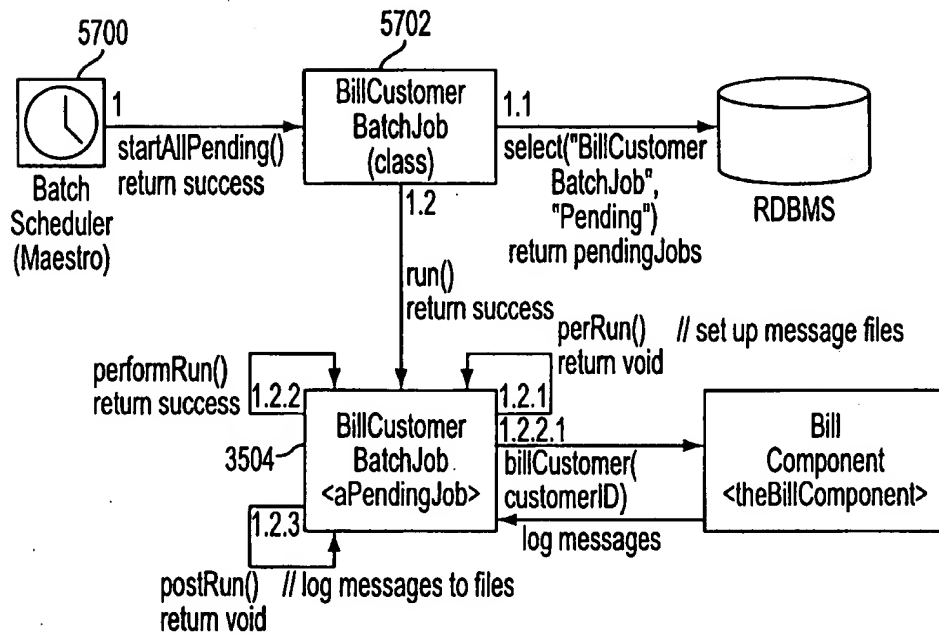 5700
5702
1
startAllPending()
return success
Batch
Scheduler
(Maestro)
BillCustomer
BatchJob
(class)
1.1
select("BillCustomer
BatchJob",
"Pending")
return pendingJobs
RDBMS
1.2
run()
return success
perRun() // set up message files
return void
performRun()
return success
1.2.2
1.2.1
3504
BillCustomer
BatchJob
<aPendingJob>
1.2.2.1
billCustomer(
customerID)
log messages
Bill
Component
<theBillComponent>
1.2.3
postRun() // log messages to files
return void